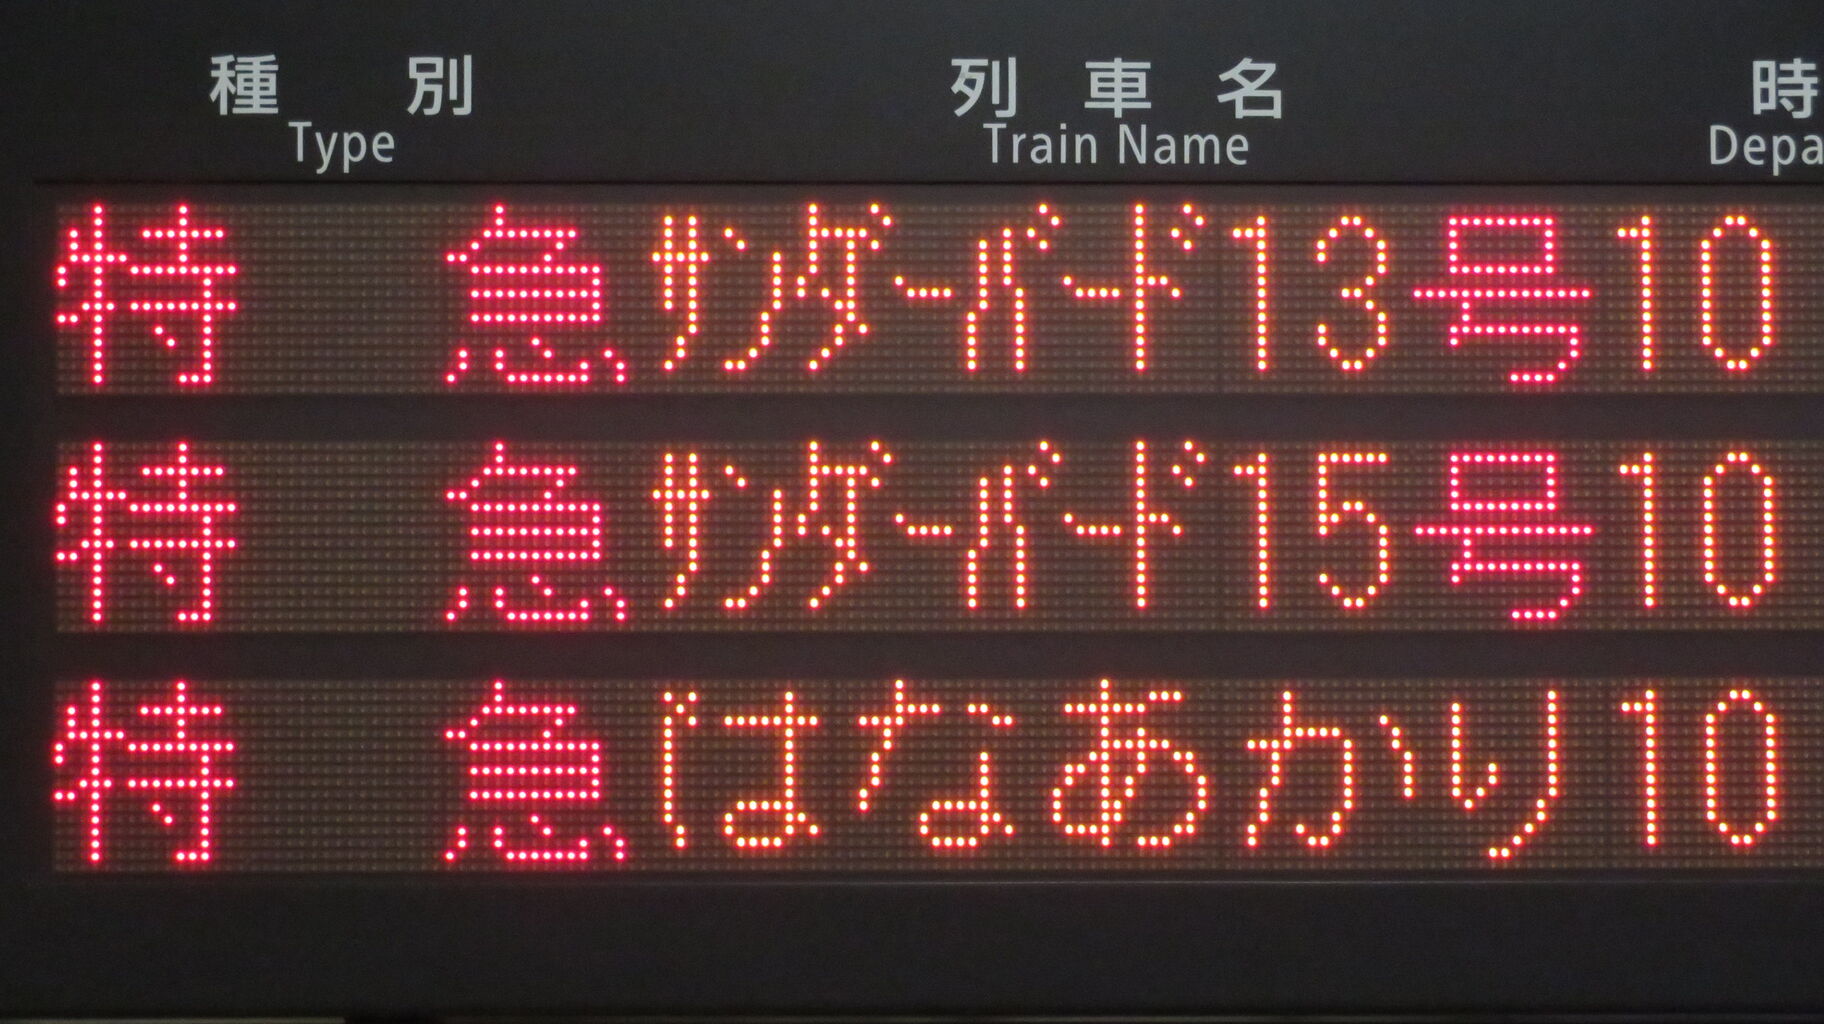 種別 列車名 時
Type Train Name Depa
特急 サンダーバード13号 10
特急 サンダーバード15号 10
特急 はなあかり 10